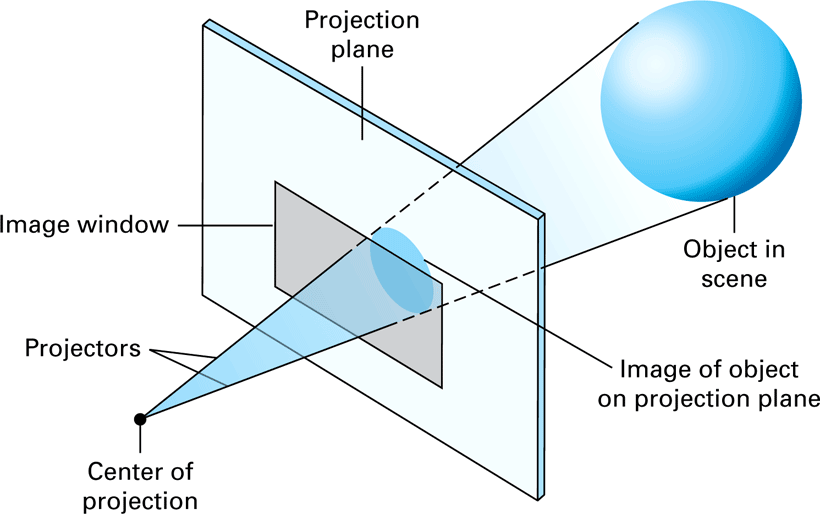 Projection
plane
Image window
Object in
scene
Projectors
Image of object
on projection plane
Center of
projection